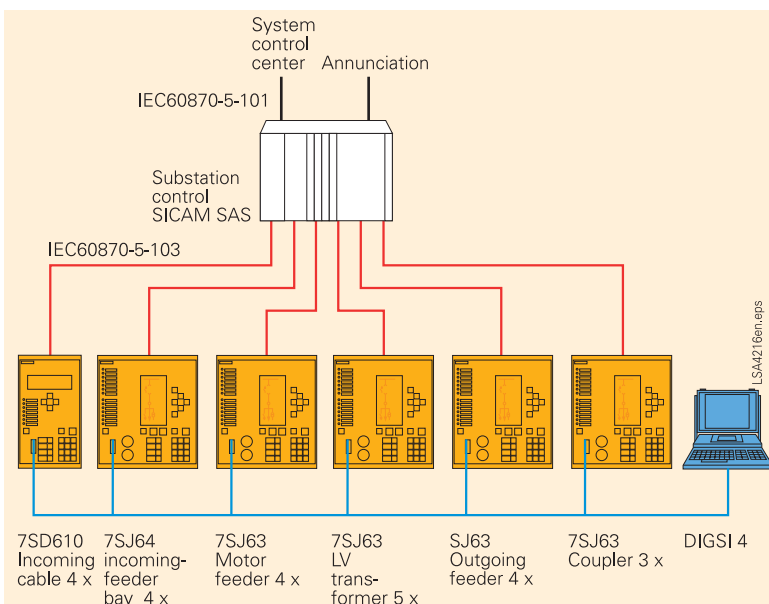 System
control
center Annunciation
IEC60870-5-101
Substation
control
SICAM SAS
IEC60870-5-103
LSA4216en.eps
7SD610
Incoming
cable 4 x
7SJ64
incoming-
feeder
bay 4 x
7SJ63
Motor
feeder 4 x
7SJ63
LV
trans-
former 5 x
SJ63
Outgoing
feeder 4 x
7SJ63
Coupler 3 x
DIGSI 4